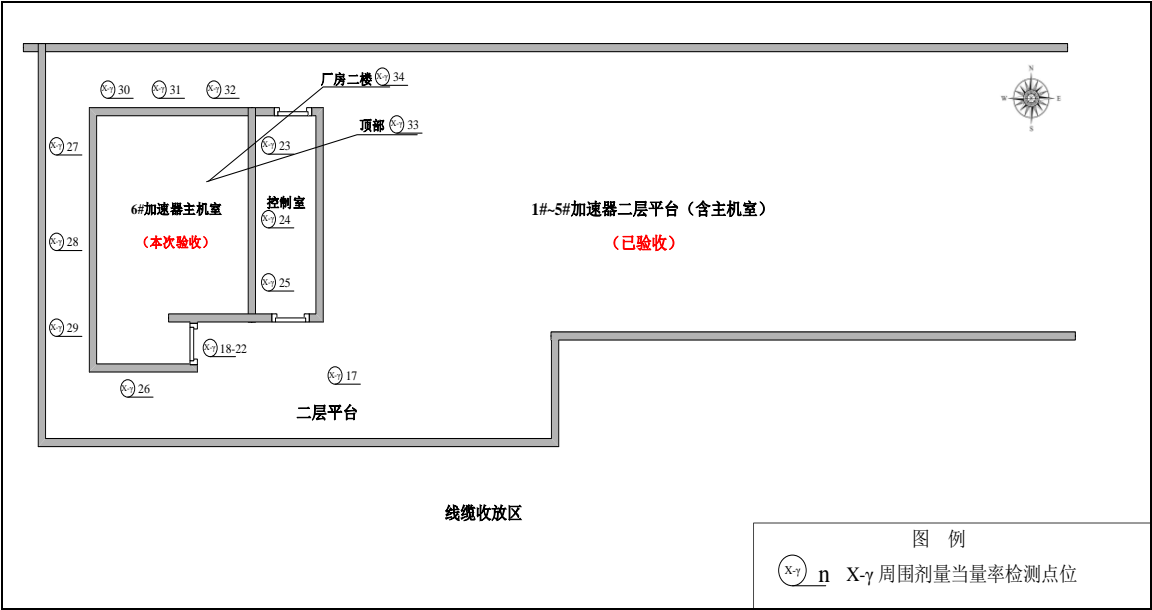 厂房二楼 X-γ 34
X-γ 30 X-γ 31 X-γ 32
N
W E
S
顶部 X-γ 33
X-γ 27
X-γ 23
6#加速器主机室
(本次验收)
控制室
X-γ 24
1#~5#加速器二层平台（含主机室）
（已验收）
X-γ 28
X-γ 25
X-γ 29
X-γ 18-22
X-γ 26
X-γ 17
二层平台
线缆收放区
图 例
X-γ n X-γ 周围剂量当量率检测点位